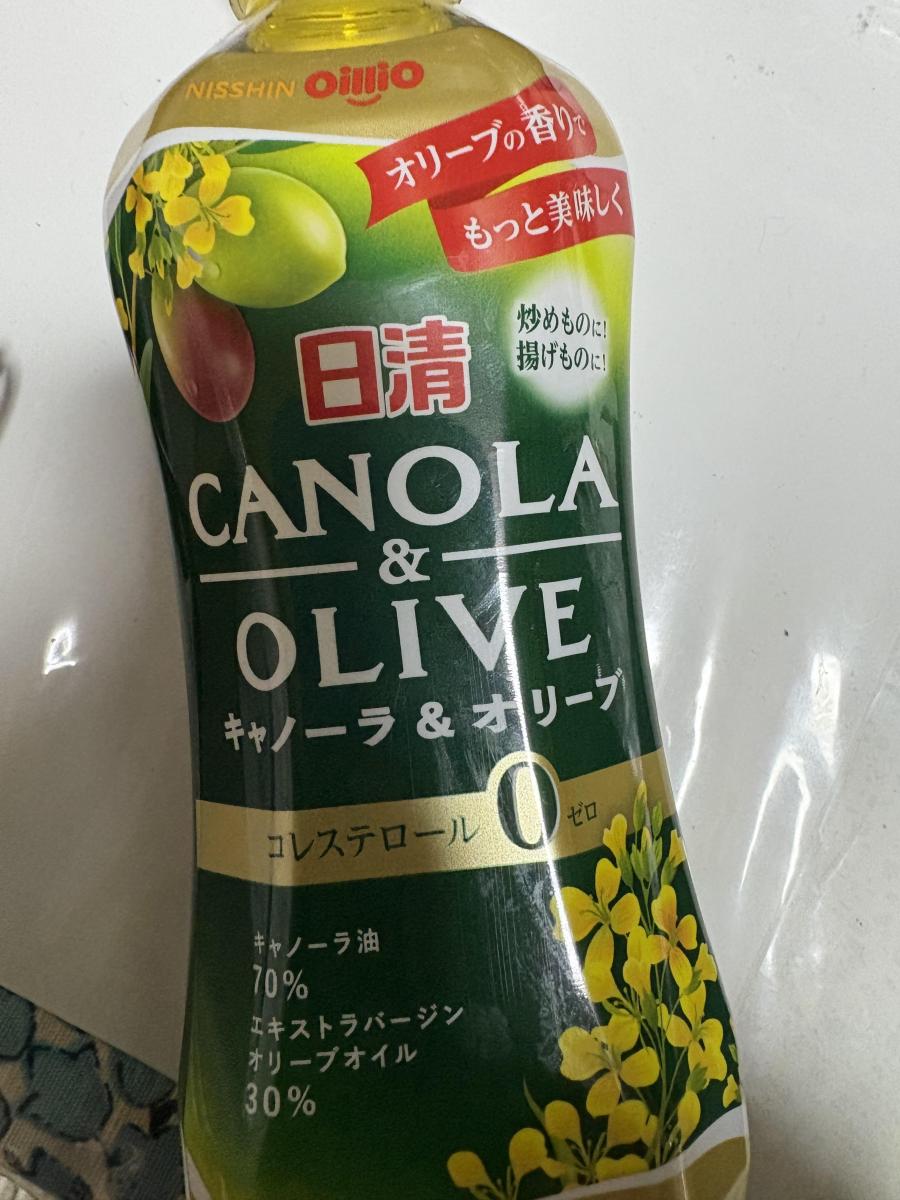 NISSHIN OilliO
オリーブの香りで
もっと美味しく
炒めものに!
揚げものに!
日清
CANOLA
&
OLIVE
キャノーラ&オリーブ
コレステロール0ゼロ
キャノーラ油
70%
エキストラバージン
オリーブオイル
30%